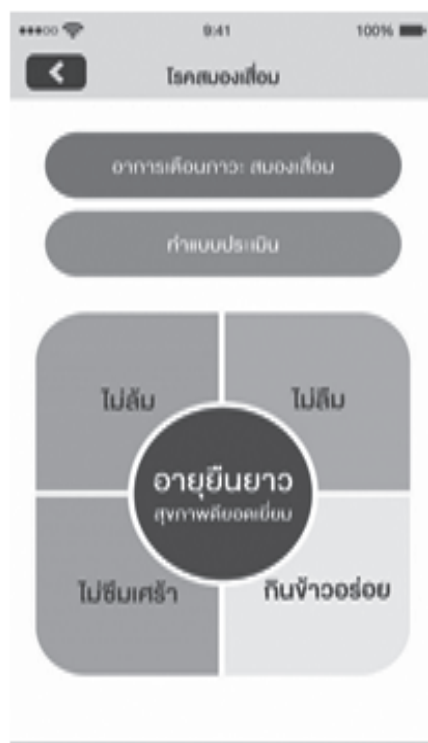 9:41
100%
โรคสมองเสื่อม
อาการเตือนภาวะ สมองเสื่อม
ทำแบบประเมิน
ไม่ล้ม
ไม่ลืม
อายุยืนยาว
สุขภาพดียอดเยี่ยม
ไม่ซึมเศร้า
กินข้าวอร่อย